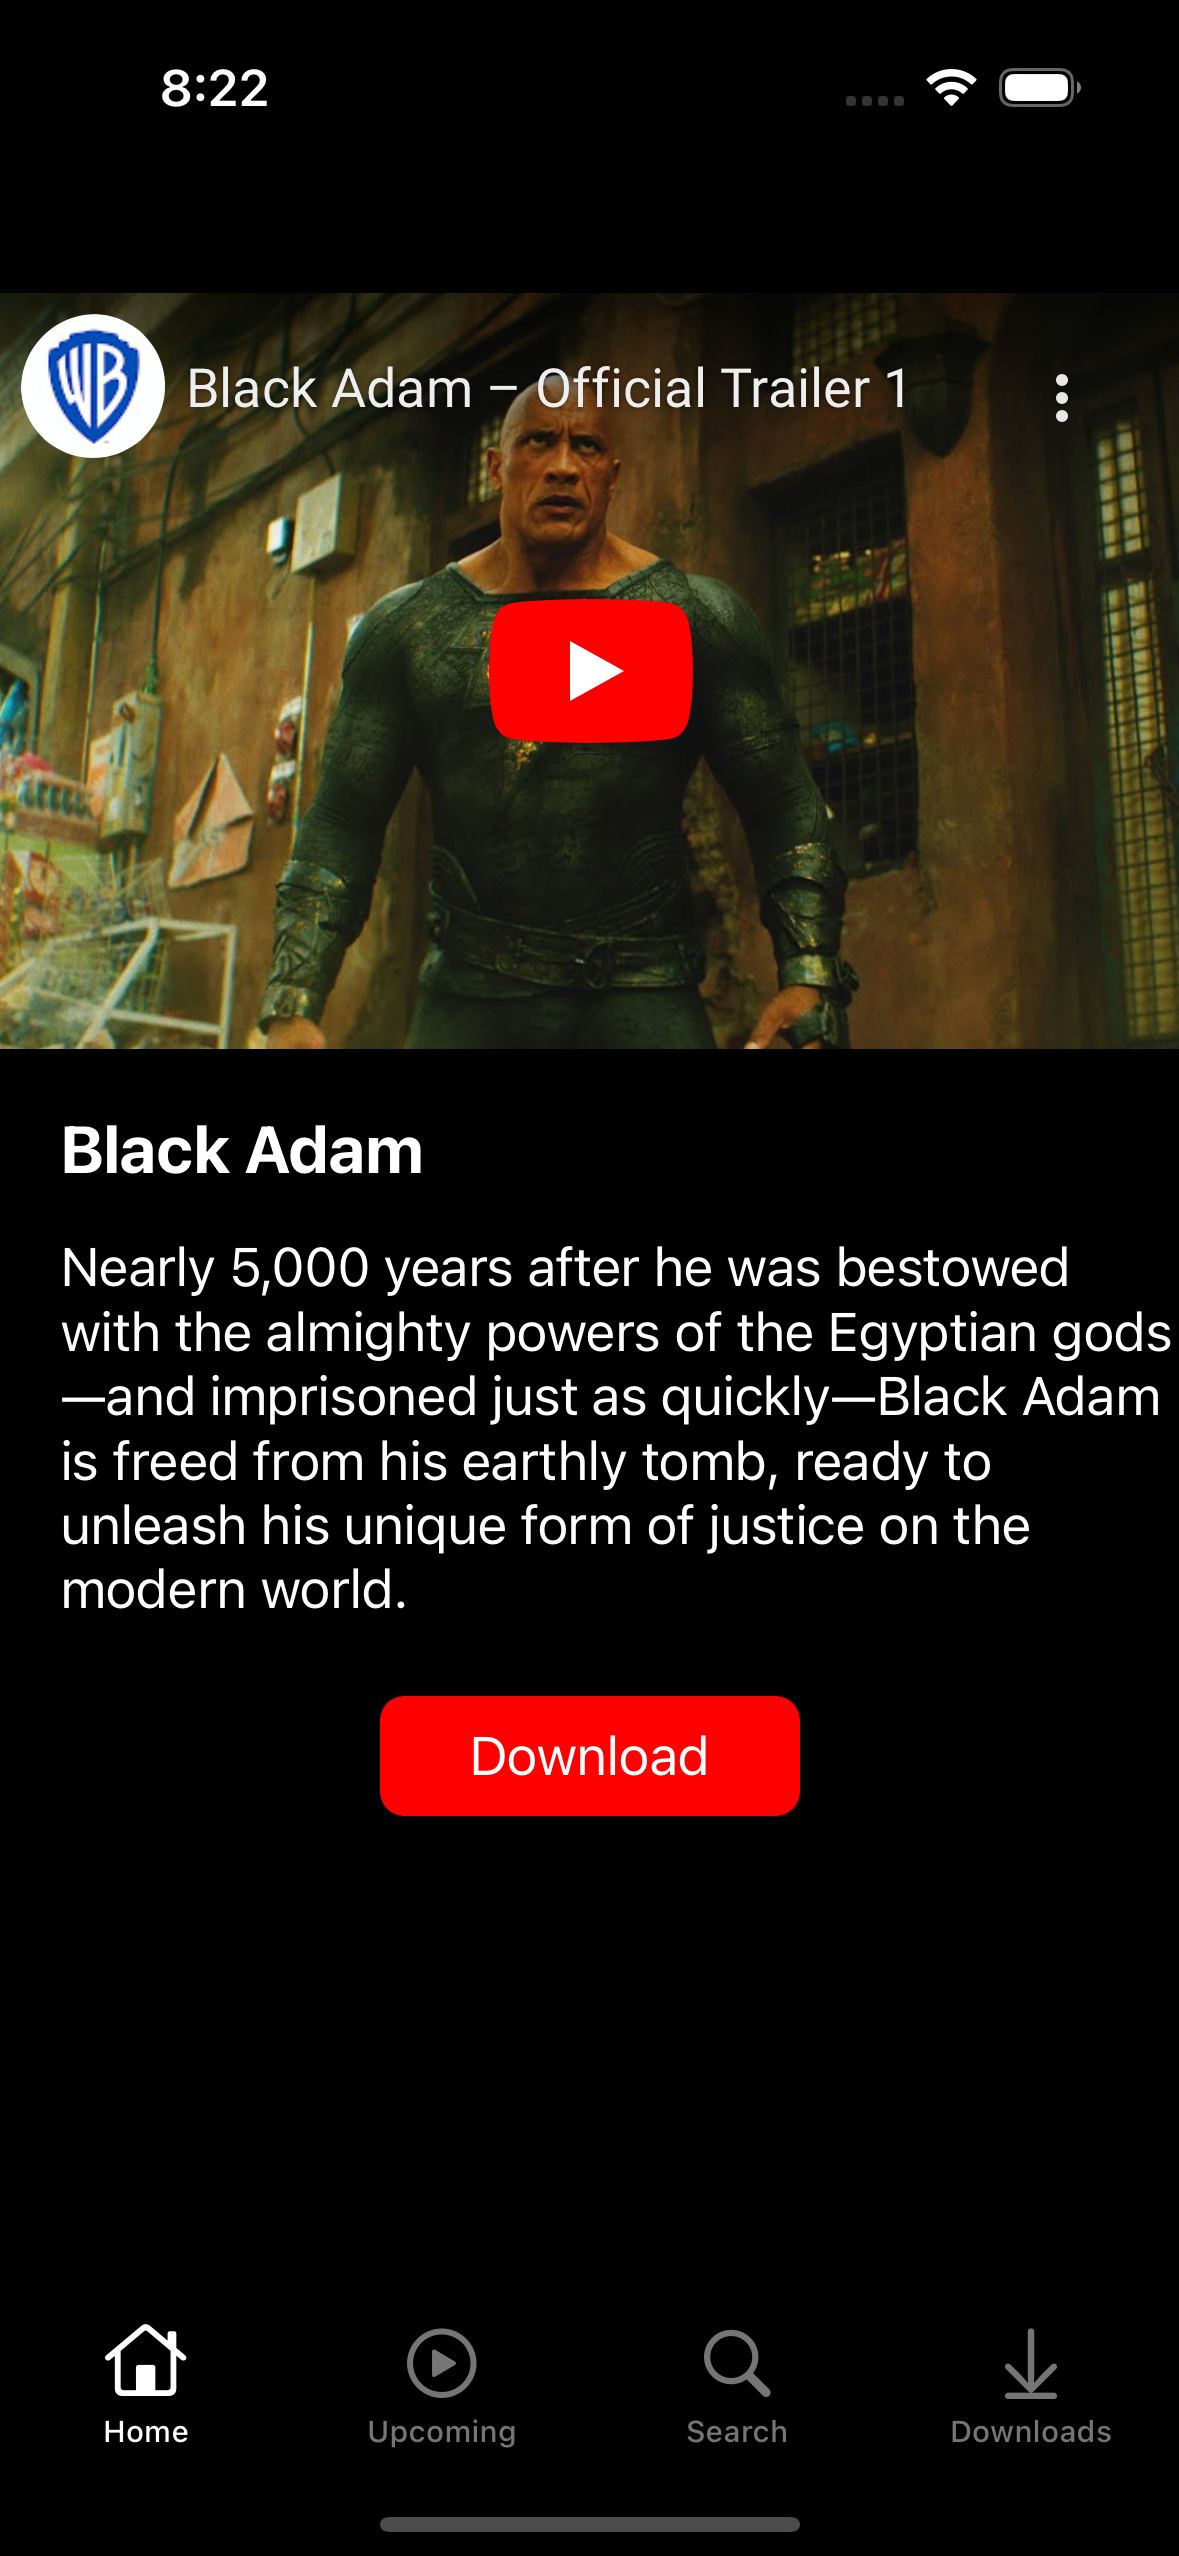 8:22
WB
Black Adam – Official Trailer 1
Black Adam
Nearly 5,000 years after he was bestowed
with the almighty powers of the Egyptian gods
—and imprisoned just as quickly—Black Adam
is freed from his earthly tomb, ready to
unleash his unique form of justice on the
modern world.
Download
Home
Upcoming
Search
Downloads